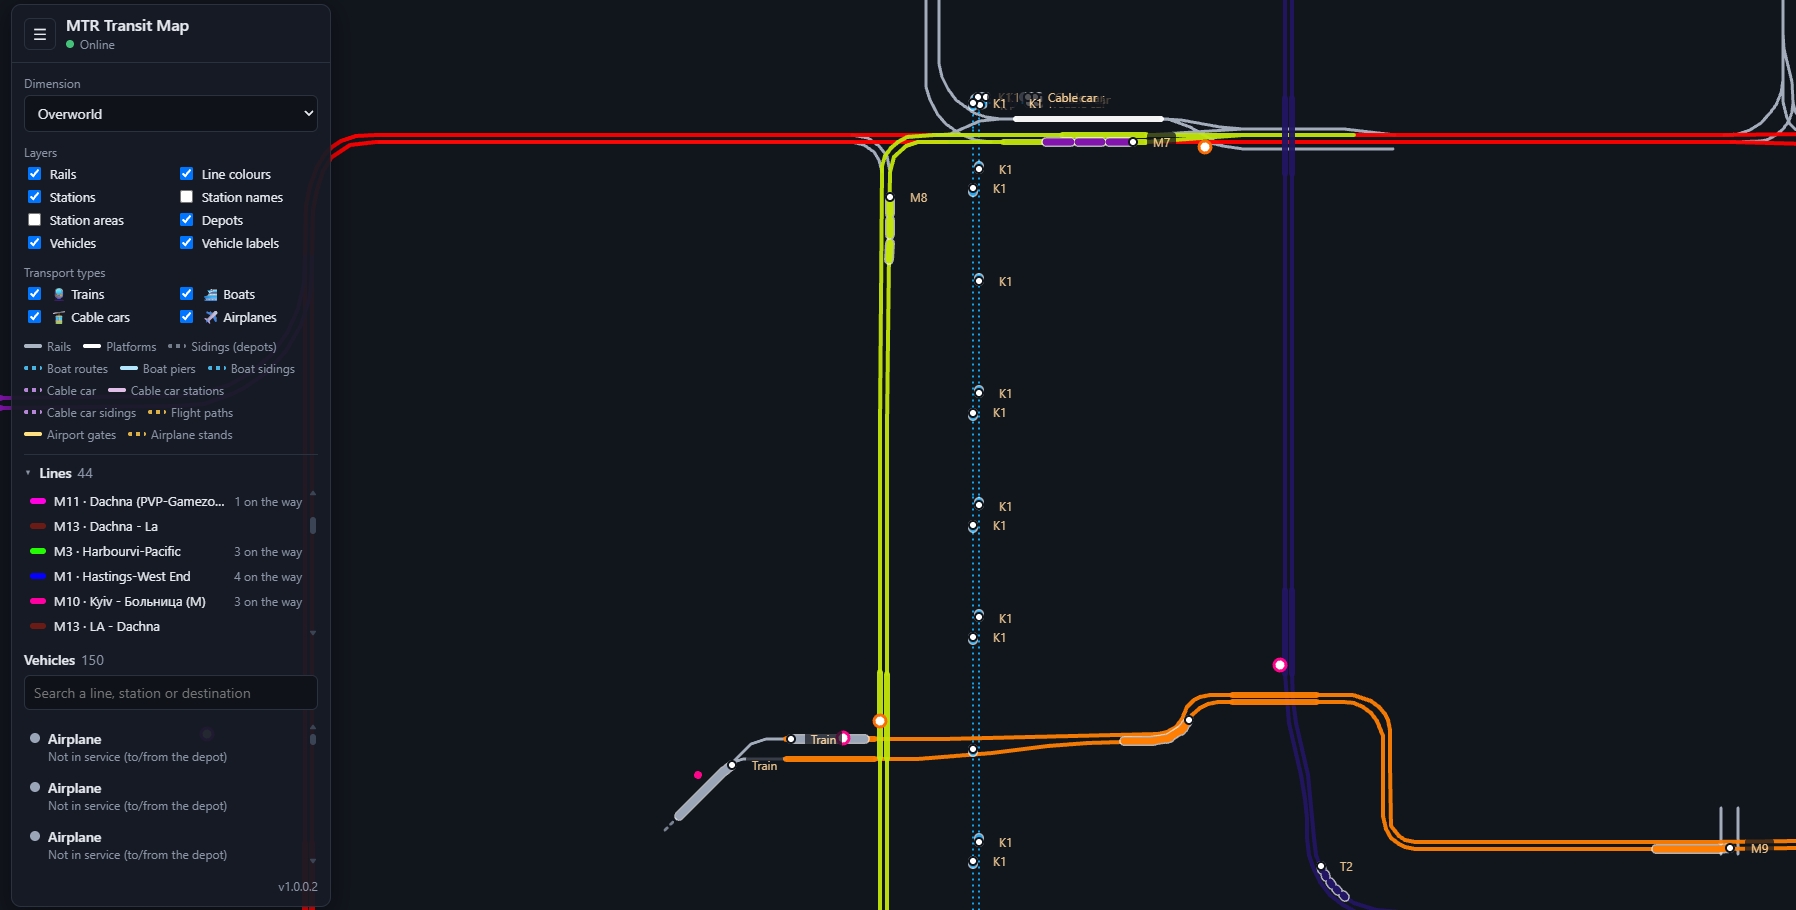 MTR Transit Map
Online
Dimension
Overworld
Layers
Rails
Line colours
Stations
Station names
Station areas
Depots
Vehicles
Vehicle labels
Transport types
Trains
Boats
Cable cars
Airplanes
Rails Platforms Sidings (depots)
Boat routes Boat piers Boat sidings
Cable car Cable car stations
Cable car sidings Flight paths
Airport gates Airplane stands
Lines 44
M11 · Dachna (PVP-Gamezo... 1 on the way
M13 · Dachna - La
M3 · Harbourvi-Pacific 3 on the way
M1 · Hastings-West End 4 on the way
M10 · Kyiv - Больница (M) 3 on the way
M13 · LA - Dachna
Vehicles 150
Search a line, station or destination
Airplane
Not in service (to/from the depot)
Airplane
Not in service (to/from the depot)
Airplane
Not in service (to/from the depot)
v1.0.0.2
K1 K1 Cable car
M7
K1
K1
M8
K1
K1
K1
K1
K1
K1
K1
Train
Train
K1
K1
M9
T2